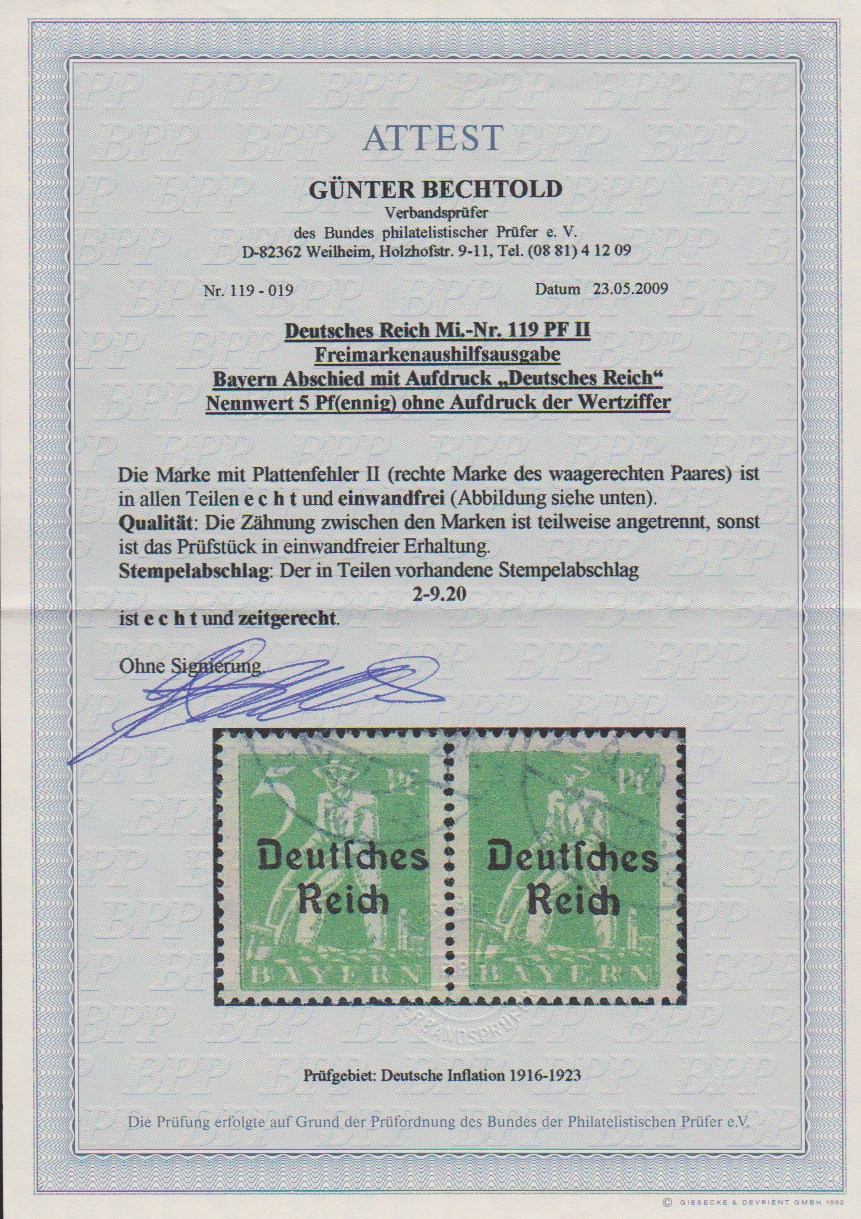 ATTEST
GÜNTER BECHTOLD
Verbandsprüfer
des Bundes philatelistischer Prüfer e. V.
D-82362 Weilheim, Holzhofstr. 9-11, Tel. (08 81) 4 12 09
Nr. 119 - 019 Datum 23.05.2009
Deutsches Reich Mi.-Nr. 119 PF II
Freimarkenaushilfsausgabe
Bayern Abschied mit Aufdruck „Deutsches Reich“
Nennwert 5 Pf(ennig) ohne Aufdruck der Wertziffer
Die Marke mit Plattenfehler II (rechte Marke des waagerechten Paares) ist
in allen Teilen e c h t und einwandfrei (Abbildung siehe unten).
Qualität: Die Zähnung zwischen den Marken ist teilweise angetrennt, sonst
ist das Prüfstück in einwandfreier Erhaltung.
Stempelabschlag: Der in Teilen vorhandene Stempelabschlag
2-9.20
ist e c h t und zeitgerecht.
Ohne Signierung.
5 Pf Pf
Deutſches Deutſches
Reich Reich
BAYERN BAYERN
VERBANDSPRÜFER
Prüfgebiet: Deutsche Inflation 1916-1923
Die Prüfung erfolgte auf Grund der Prüfordnung des Bundes der Philatelistischen Prüfer e.V.
© GIESECKE & DEVRIENT GMBH 1992